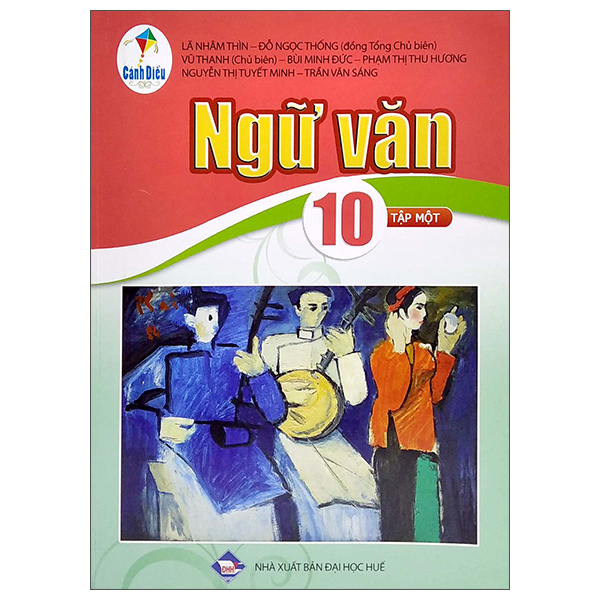 Cánh Diều
LÃ NHÂM THÌN – ĐỖ NGỌC THỐNG (đồng Tổng Chủ biên)
VŨ THANH (Chủ biên) – BÙI MINH ĐỨC – PHẠM THỊ THU HƯƠNG
NGUYỄN THỊ TUYẾT MINH – TRẦN VĂN SÁNG
Ngữ văn
10
TẬP MỘT
ĐHH
NHÀ XUẤT BẢN ĐẠI HỌC HUẾ